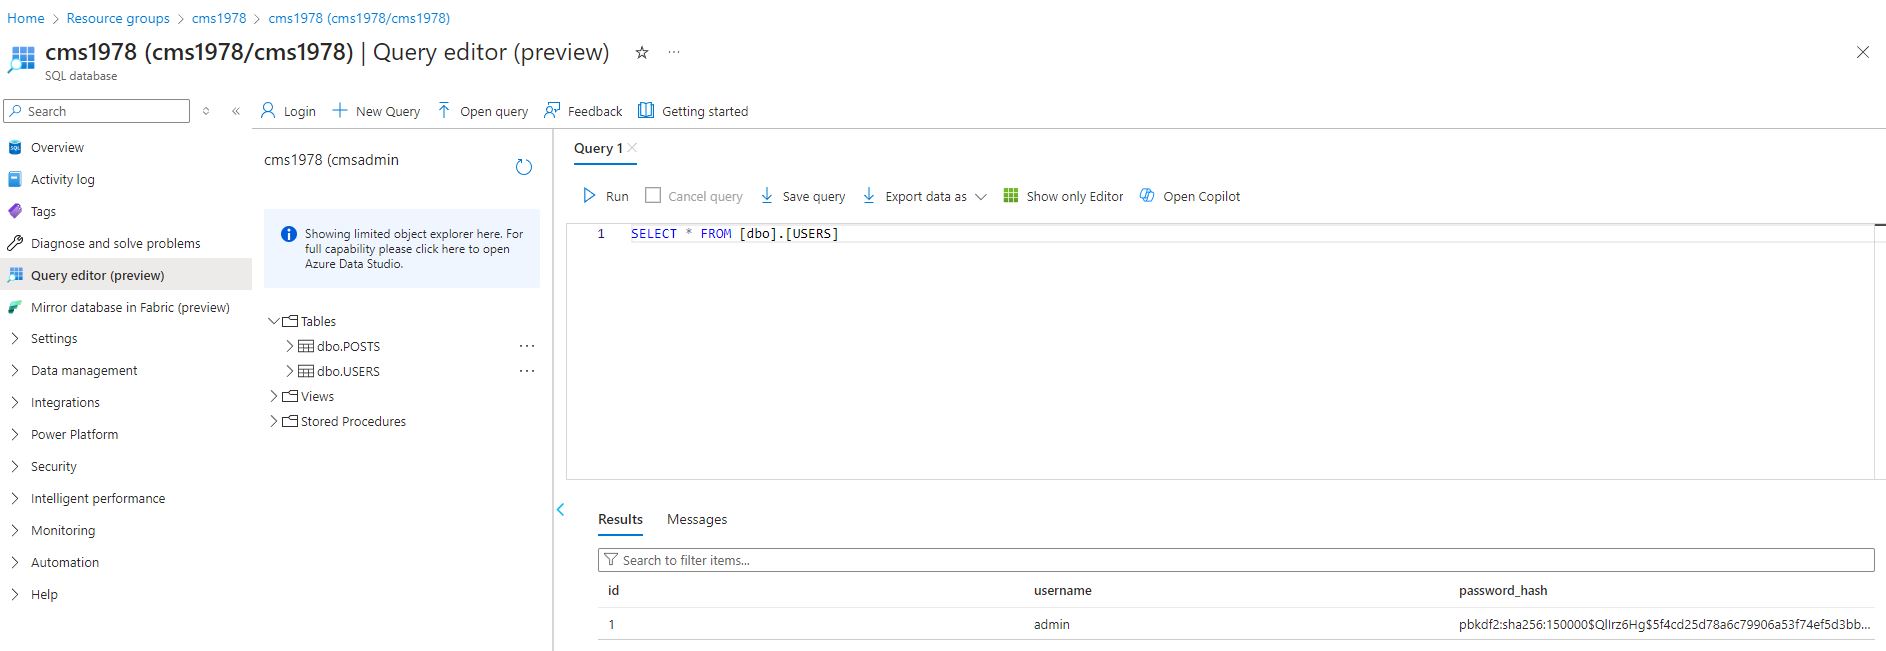 Home > Resource groups > cms1978 > cms1978 (cms1978/cms1978)
cms1978 (cms1978/cms1978) | Query editor (preview)
SQL database
Search
Login
New Query
Open query
Feedback
Getting started
Overview
Activity log
Tags
Diagnose and solve problems
Query editor (preview)
Mirror database in Fabric (preview)
Settings
Data management
Integrations
Power Platform
Security
Intelligent performance
Monitoring
Automation
Help
cms1978 (cmsadmin
Showing limited object explorer here. For
full capability please click here to open
Azure Data Studio.
Tables
dbo.POSTS
dbo.USERS
Views
Stored Procedures
Query 1
Run
Cancel query
Save query
Export data as
Show only Editor
Open Copilot
1 SELECT * FROM [dbo].[USERS]
Results
Messages
Search to filter items...
id username password_hash
1 admin pbkdf2:sha256:150000$QlIrz6Hg$5f4cd25d78a6c79906a53f74ef5d3bb...